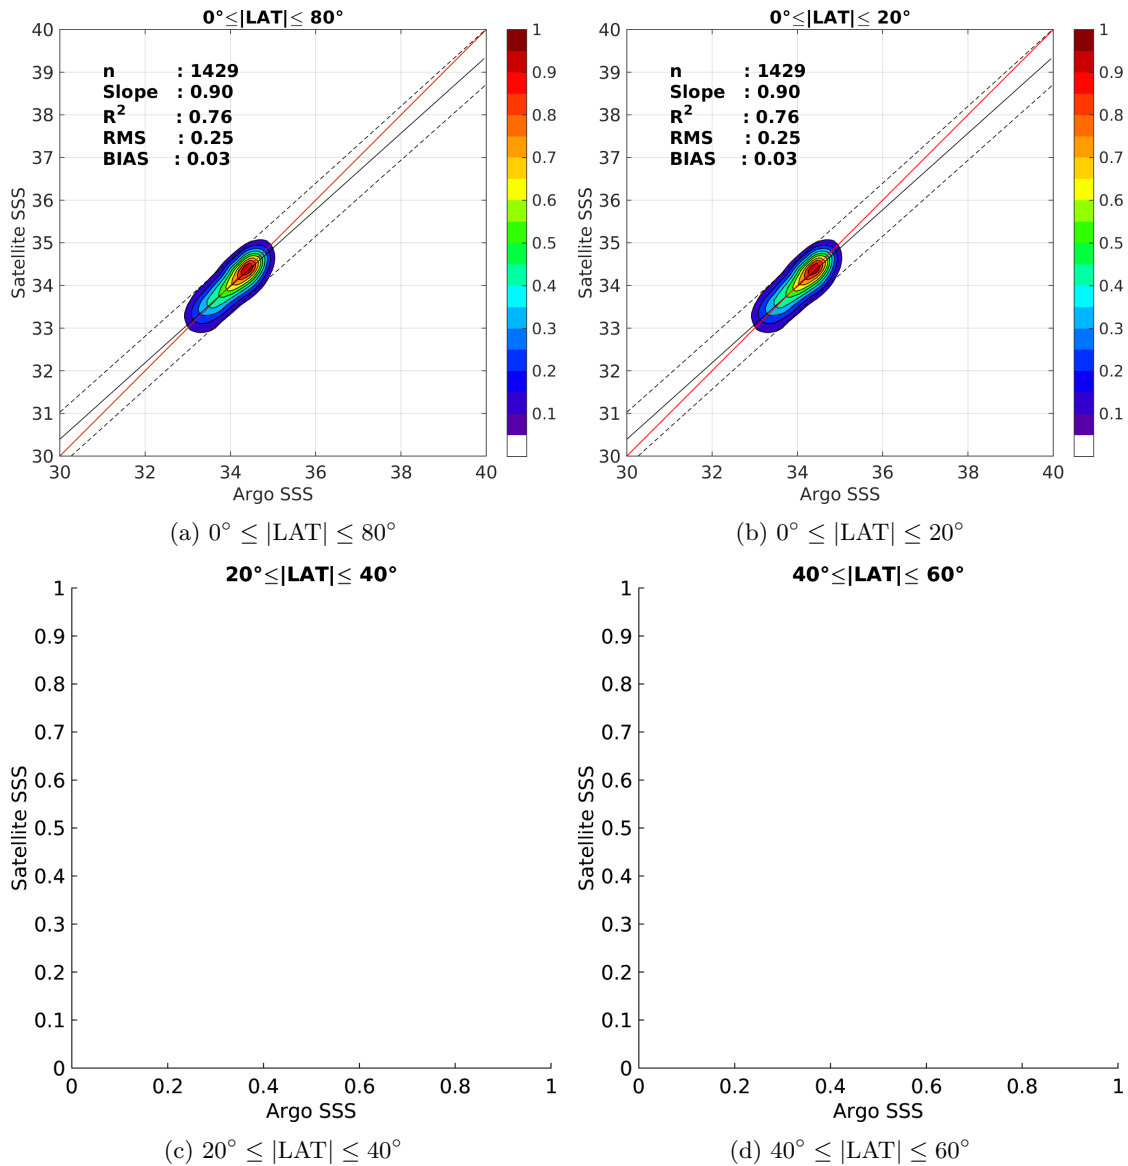 0°≤|LAT|≤ 80°
40
39
38
37
36
35
34
33
32
31
30
Satellite SSS
n : 1429
Slope : 0.90
R² : 0.76
RMS : 0.25
BIAS : 0.03
30 32 34 36 38 40
Argo SSS
1
0.9
0.8
0.7
0.6
0.5
0.4
0.3
0.2
0.1
(a) 0° ≤ |LAT| ≤ 80°
0°≤|LAT|≤ 20°
40
39
38
37
36
35
34
33
32
31
30
Satellite SSS
n : 1429
Slope : 0.90
R² : 0.76
RMS : 0.25
BIAS : 0.03
30 32 34 36 38 40
Argo SSS
1
0.9
0.8
0.7
0.6
0.5
0.4
0.3
0.2
0.1
(b) 0° ≤ |LAT| ≤ 20°
20°≤|LAT|≤ 40°
1
0.9
0.8
0.7
0.6
0.5
0.4
0.3
0.2
0.1
0
Satellite SSS
0 0.2 0.4 0.6 0.8 1
Argo SSS
(c) 20° ≤ |LAT| ≤ 40°
40°≤|LAT|≤ 60°
1
0.9
0.8
0.7
0.6
0.5
0.4
0.3
0.2
0.1
0
Satellite SSS
0 0.2 0.4 0.6 0.8 1
Argo SSS
(d) 40° ≤ |LAT| ≤ 60°